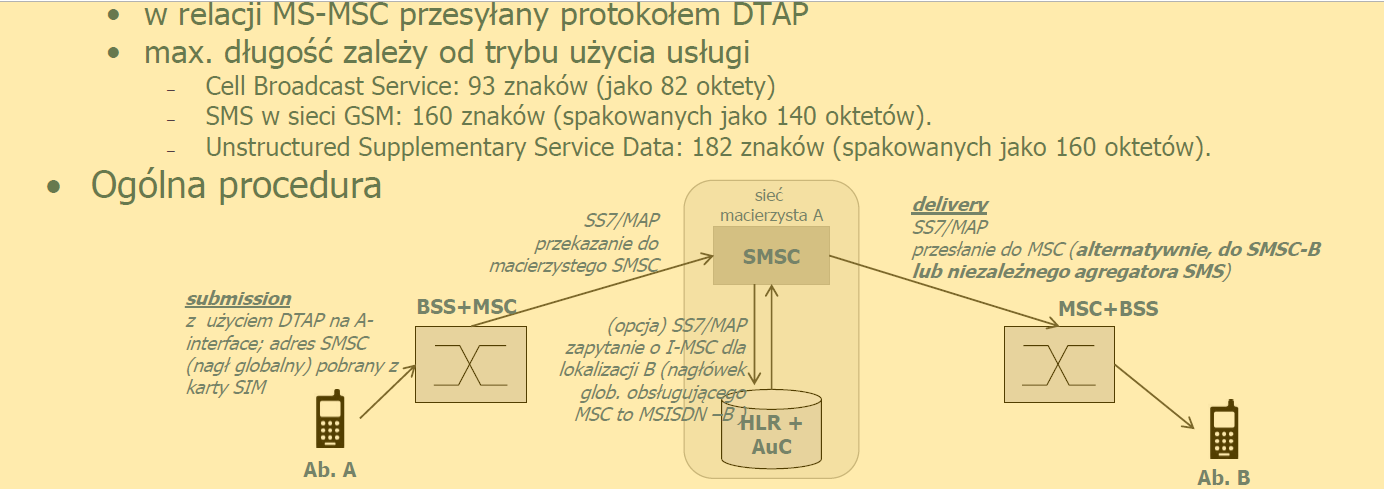 • w relacji MS-MSC przesyłany protokołem DTAP
• max. długość zależy od trybu użycia usługi
– Cell Broadcast Service: 93 znaków (jako 82 oktety)
– SMS w sieci GSM: 160 znaków (spakowanych jako 140 oktetów).
– Unstructured Supplementary Service Data: 182 znaków (spakowanych jako 160 oktetów).
• Ogólna procedura
submission
z użyciem DTAP na A-
interface; adres SMSC
(nagł globalny) pobrany z
karty SIM
Ab. A
BSS+MSC
SS7/MAP
przekazanie do
macierzystego SMSC
sieć
macierzysta A
SMSC
(opcja) SS7/MAP
zapytanie o I-MSC dla
lokalizacji B (nagłówek
glob. obsługującego
MSC to MSISDN –B )
HLR +
AuC
delivery
SS7/MAP
przesłanie do MSC (alternatywnie, do SMSC-B
lub niezależnego agregatora SMS)
MSC+BSS
Ab. B